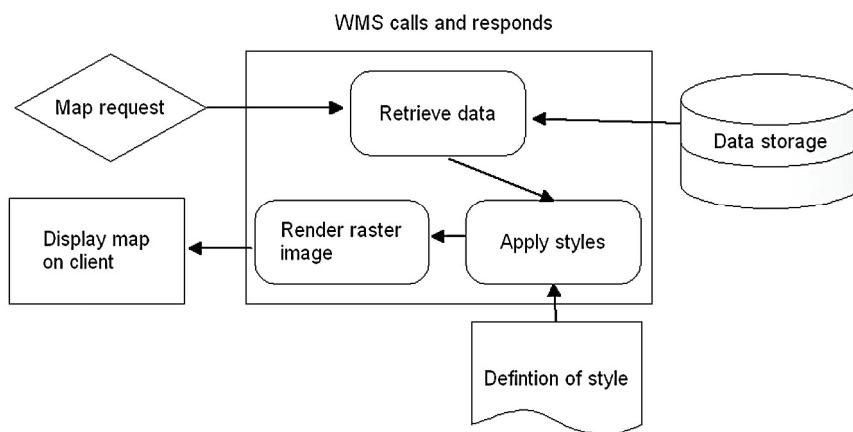 WMS calls and responds
Map request
Retrieve data
Data storage
Display map
on client
Render raster
image
Apply styles
Defintion of style